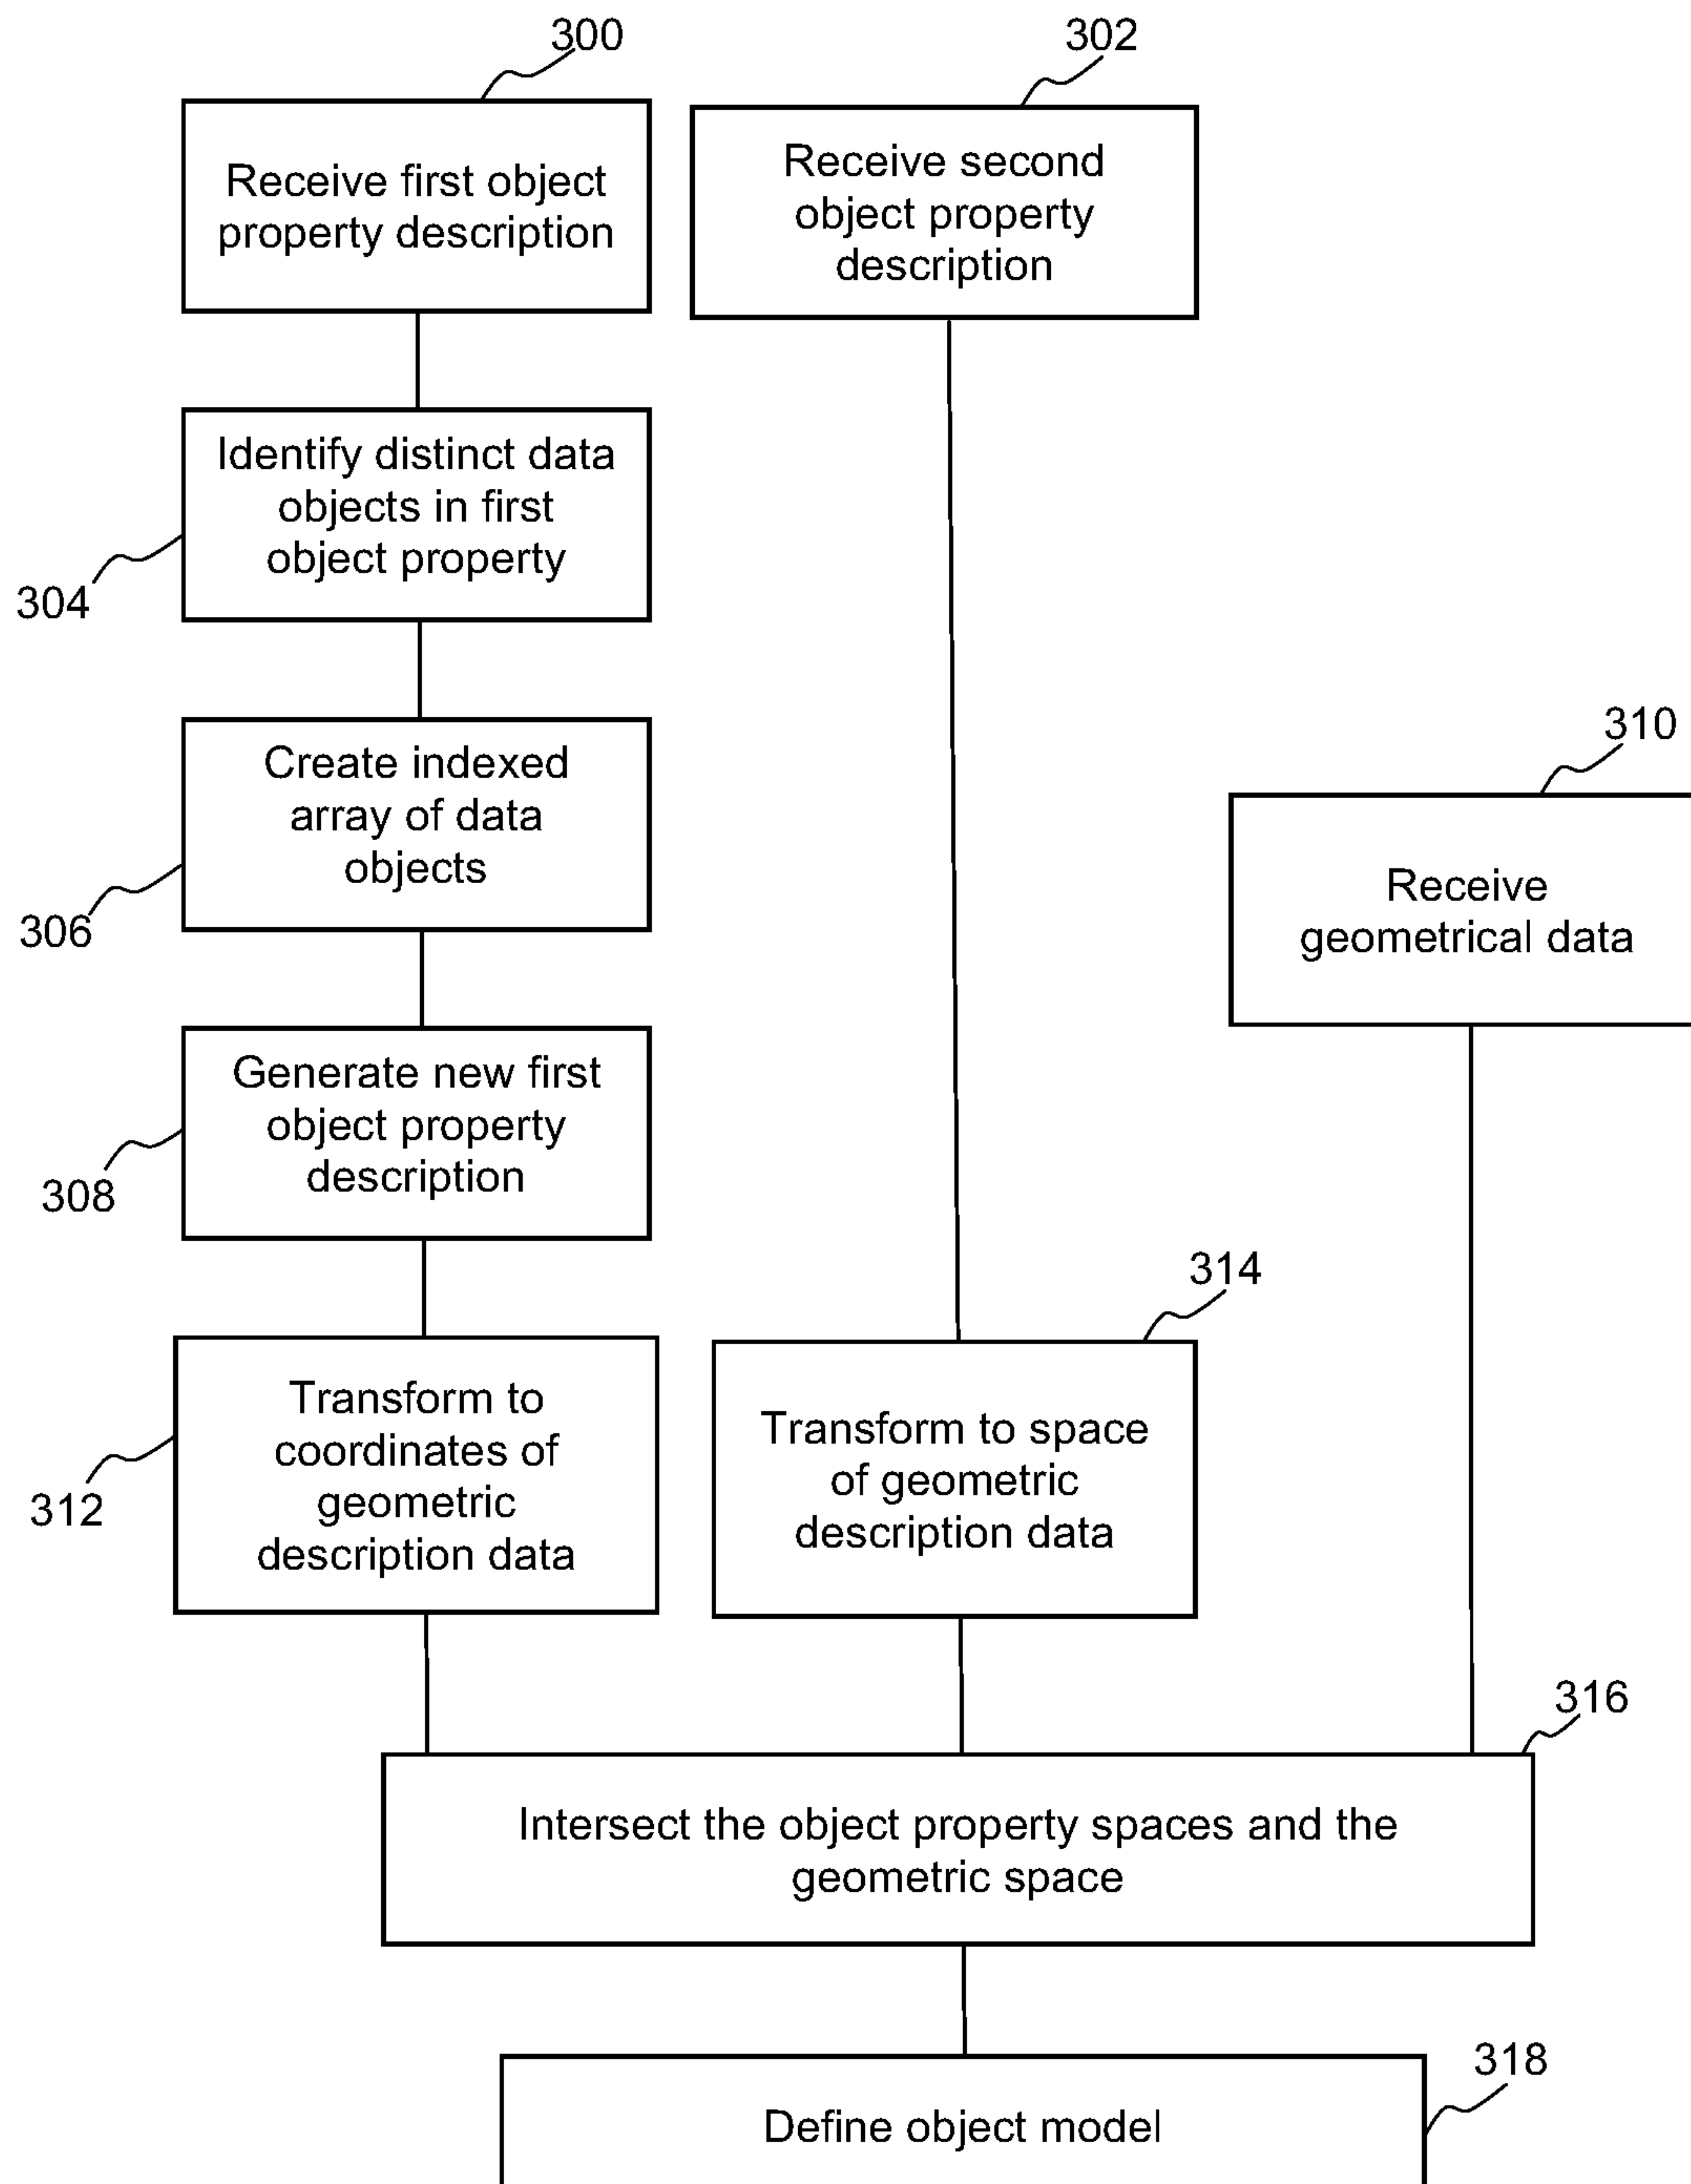 300
302
Receive first object
property description
Receive second
object property
description
Identify distinct data
objects in first
object property
304
Create indexed
array of data
objects
306
310
Receive
geometrical data
Generate new first
object property
description
308
314
Transform to
coordinates of
geometric
description data
312
Transform to space
of geometric
description data
316
Intersect the object property spaces and the
geometric space
318
Define object model